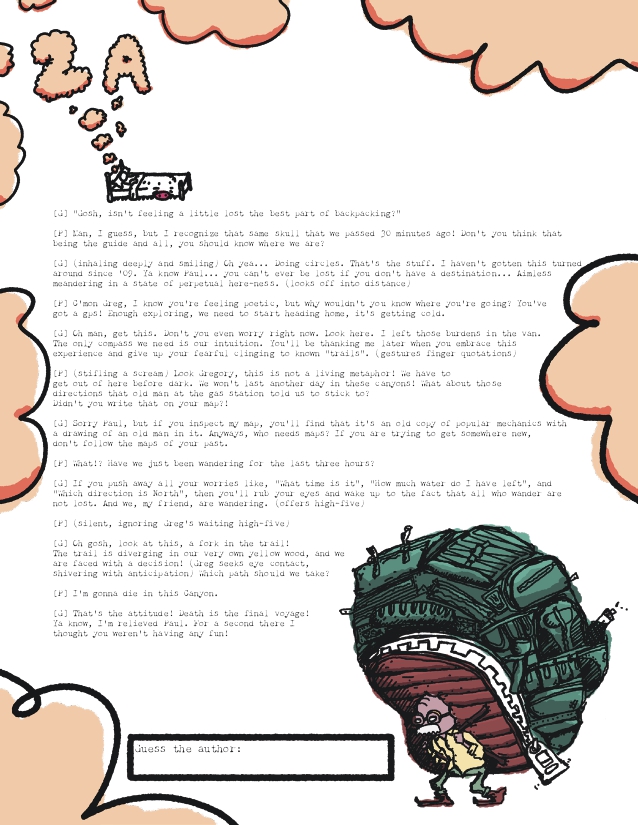 2A
[G] "Gosh, isn't feeling a little lost the best part of backpacking?"
[P] Man, I guess, but I recognize that same skull that we passed 30 minutes ago! Don't you think that
being the guide and all, you should know where we are?
[G] (inhaling deeply and smiling) Oh yea... Doing circles. That's the stuff. I haven't gotten this turned
around since '09. Ya know Paul... you can't ever be lost if you don't have a destination... Aimless
meandering in a state of perpetual here-ness. (looks off into distance)
[P] C'mon Greg, I know you're feeling poetic, but why wouldn't you know where you're going? You've
got a gps! Enough exploring, we need to start heading home, it's getting cold.
[G] Oh man, get this. Don't you even worry right now. Look here. I left those burdens in the van.
The only compass we need is our intuition. You'll be thanking me later when you embrace this
experience and give up your fearful clinging to known "trails". (gestures finger quotations)
[P] (stifling a scream) Look Gregory, this is not a living metaphor! We have to
get out of here before dark. We won't last another day in these canyons! What about those
directions that old man at the gas station told us to stick to?
Didn't you write that on your map?!
[G] Sorry Paul, but if you inspect my map, you'll find that it's an old copy of popular mechanics with
a drawing of an old man in it. Anyways, who needs maps? If you are trying to get somewhere new,
don't follow the maps of your past.
[P] What!? Have we just been wandering for the last three hours?
[G] If you push away all your worries like, "What time is it", "How much water do I have left", and
"Which direction is North", then you'll rub your eyes and wake up to the fact that all who wander are
not lost. And we, my friend, are wandering. (offers high-five)
[P] (silent, ignoring Greg's waiting high-five)
[G] Oh gosh, look at this, a fork in the trail!
The trail is diverging in our very own yellow wood, and we
are faced with a decision! (Greg seeks eye contact,
shivering with anticipation) Which path should we take?
[P] I'm gonna die in this Canyon.
[G] That's the attitude! Death is the final voyage!
Ya know, I'm relieved Paul. For a second there I
thought you weren't having any fun!
Guess the author: